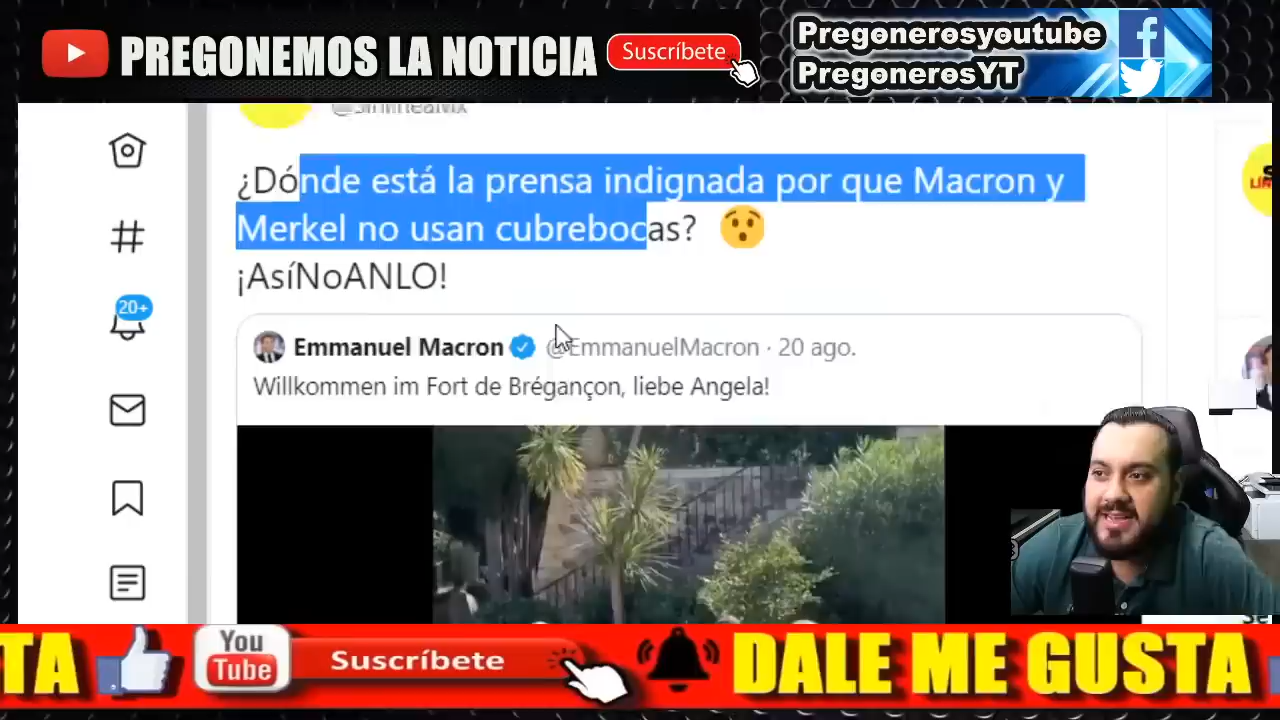 PREGONEMOS LA NOTICIA
Suscríbete
Pregonerosyoutube
PregonerosYT
¿Dónde está la prensa indignada por que Macron y
Merkel no usan cubrebocas? 😯
¡AsíNoANLO!
20+
Emmanuel Macron @EmmanuelMacron · 20 ago.
Willkommen im Fort de Brégançon, liebe Angela!
TA
You
Tube
Suscríbete
DALE ME GUSTA